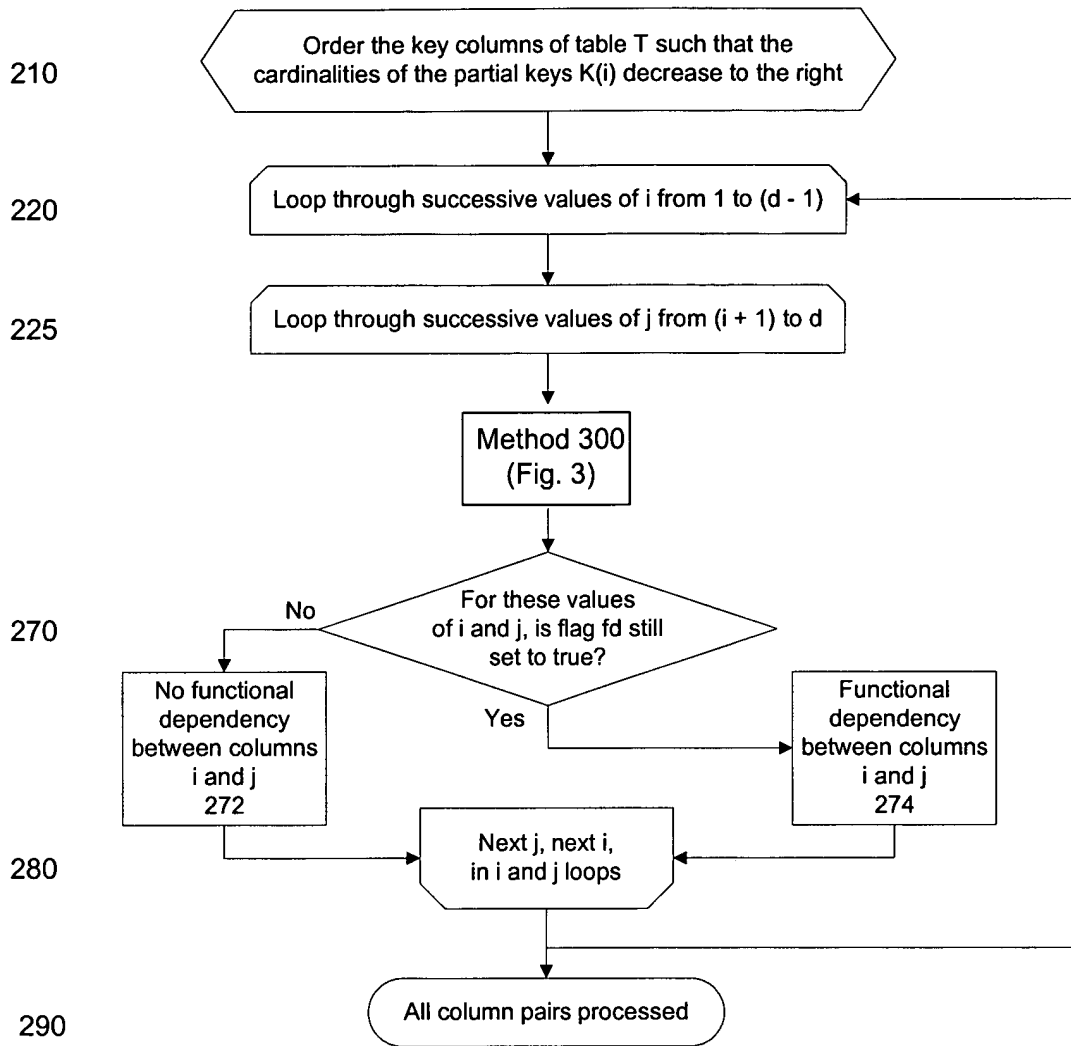 210
Order the key columns of table T such that the
cardinalities of the partial keys K(i) decrease to the right
220
Loop through successive values of i from 1 to (d - 1)
225
Loop through successive values of j from (i + 1) to d
Method 300
(Fig. 3)
270
For these values
of i and j, is flag fd still
set to true?
No
Yes
No functional
dependency
between columns
i and j
272
Functional
dependency
between columns
i and j
274
280
Next j, next i,
in i and j loops
290
All column pairs processed